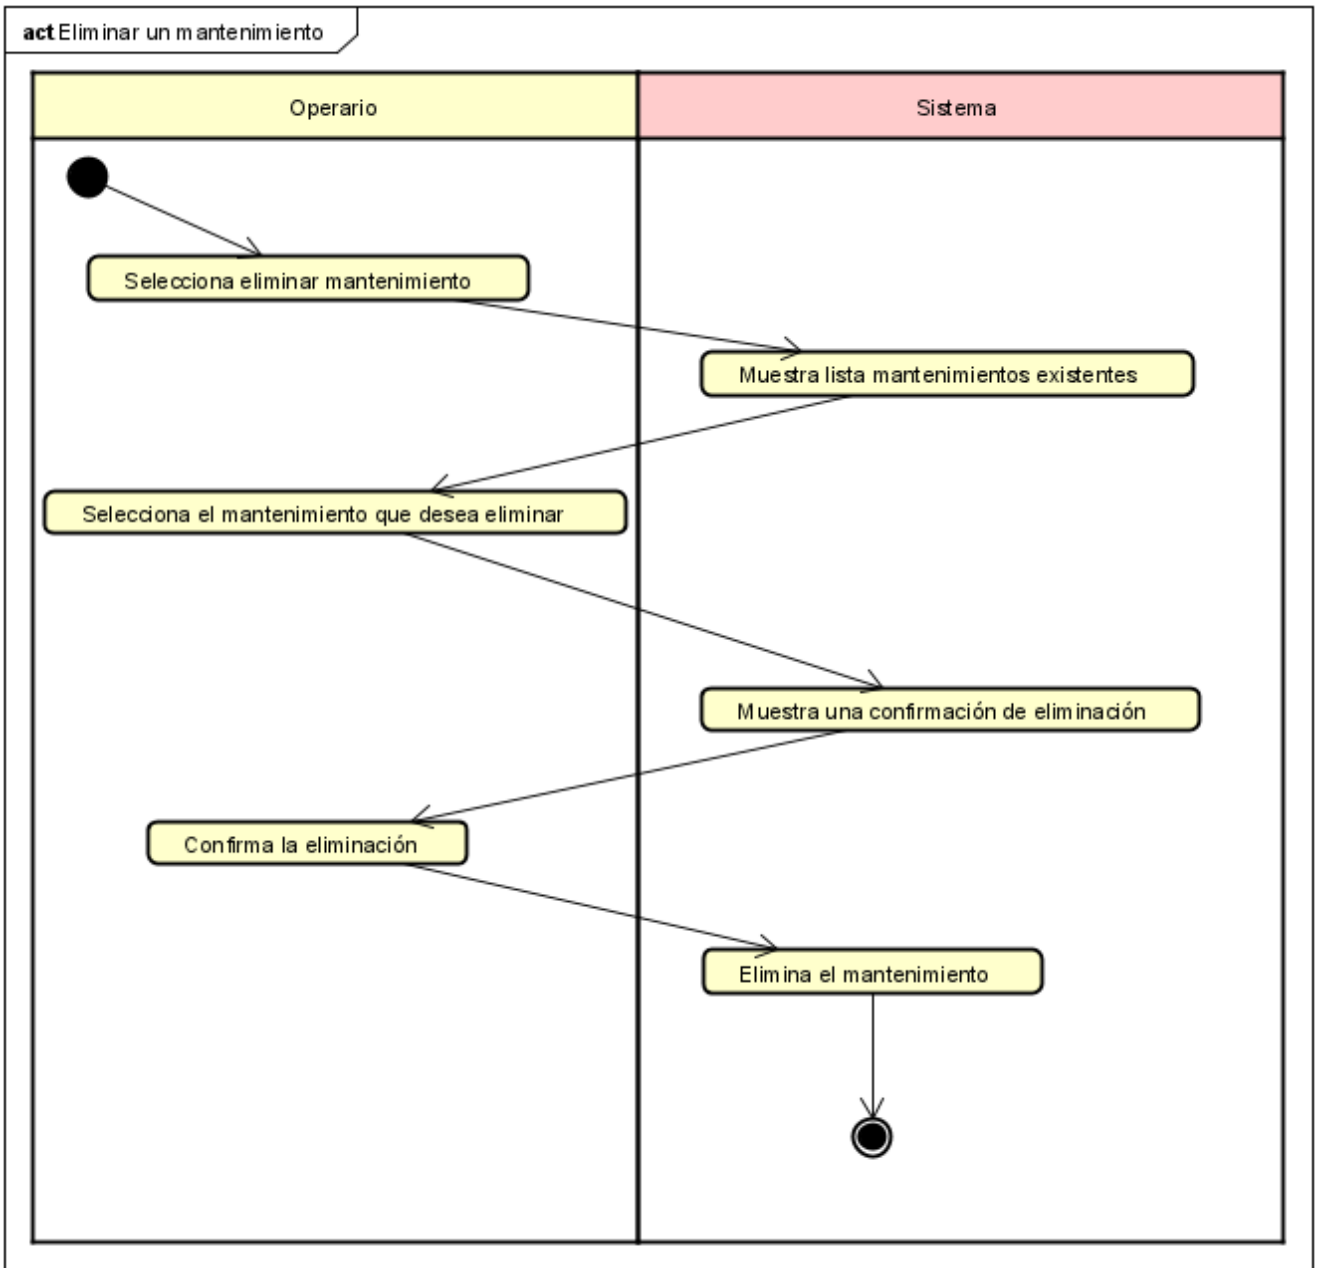 act Eliminar un mantenimiento
Operario
Sistema
Selecciona eliminar mantenimiento
Muestra lista mantenimientos existentes
Selecciona el mantenimiento que desea eliminar
Muestra una confirmación de eliminación
Confirma la eliminación
Elimina el mantenimiento